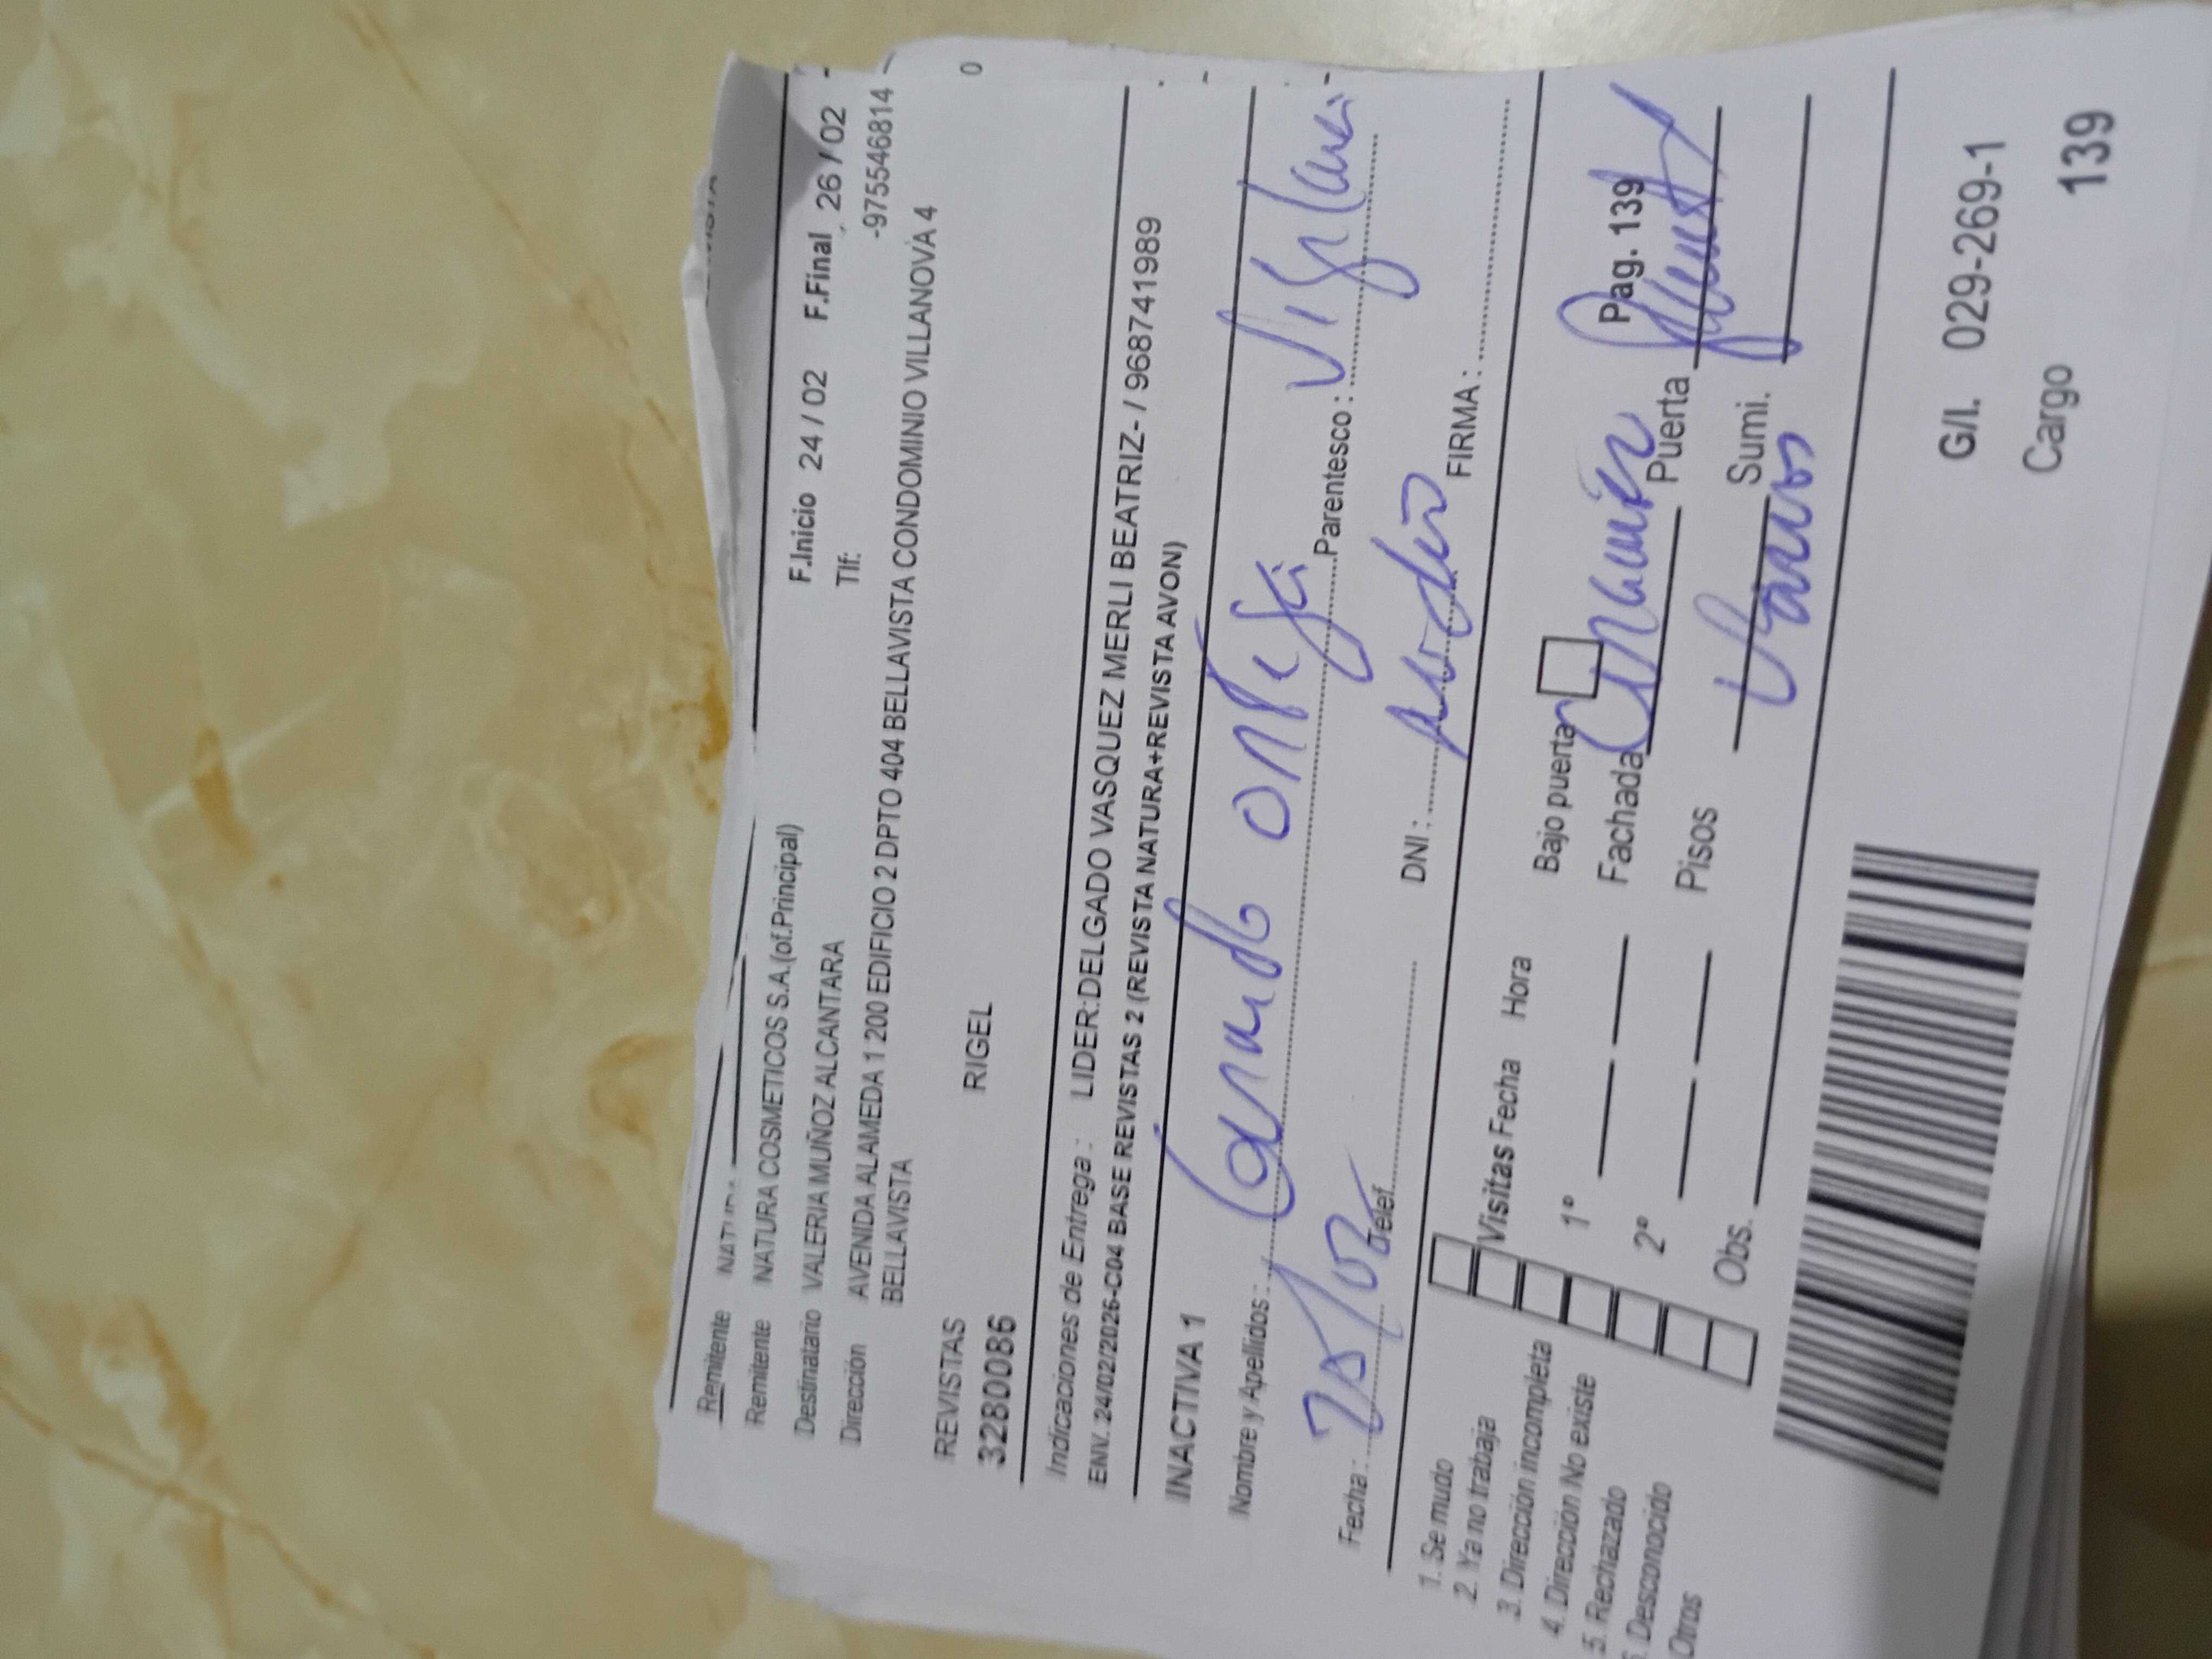 Remitente
Remitente NATURA COSMETICOS S.A.(of.Principal) F.Inicio 24 / 02 F.Final 26 / 02
Destinatario VALERIA MUÑOZ ALCANTARA Tlf: -975546814
Dirección AVENIDA ALAMEDA 1 200 EDIFICIO 2 DPTO 404 BELLAVISTA CONDOMINIO VILLANOVA 4
BELLAVISTA
REVISTAS 0
3280086 RIGEL
Indicaciones de Entrega : LIDER:DELGADO VASQUEZ MERLI BEATRIZ- / 968741989
ENV. 24/02/2026-C04 BASE REVISTAS 2 (REVISTA NATURA+REVISTA AVON)
INACTIVA 1
Nombre y Apellidos : Parentesco :
Fecha : Telef. DNI : FIRMA :
1. Se mudo
2. Ya no trabaja
3. Dirección incompleta
4. Dirección No existe
5. Rechazado
6. Desconocido
Otros
Visitas Fecha Hora Bajo puerta Pag. 139
1° Fachada Puerta
2° Pisos Sumi.
Obs.
G/I. 029-269-1
Cargo 139